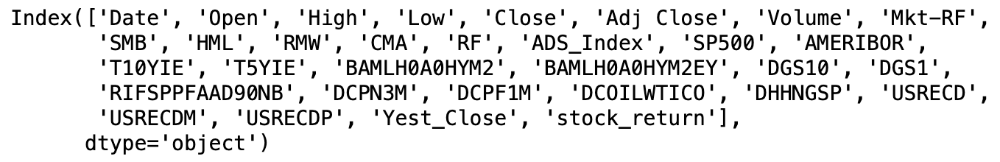 Index(['Date', 'Open', 'High', 'Low', 'Close', 'Adj Close', 'Volume', 'Mkt-RF',
'SMB', 'HML', 'RMW', 'CMA', 'RF', 'ADS_Index', 'SP500', 'AMERIBOR',
'T10YIE', 'T5YIE', 'BAMLH0A0HYM2', 'BAMLH0A0HYM2EY', 'DGS10', 'DGS1',
'RIFSPPFAAD90NB', 'DCPN3M', 'DCPF1M', 'DCOILWTICO', 'DHHNGSP', 'USRECD',
'USRECDM', 'USRECDP', 'Yest_Close', 'stock_return'],
dtype='object')